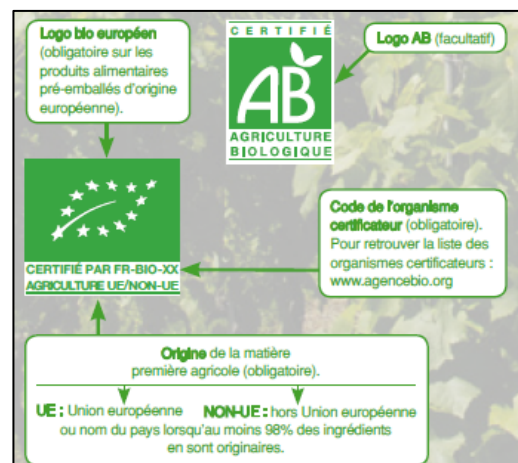 Logo bio européen
(obligatoire sur les
produits alimentaires
pré-emballés d'origine
européenne).
CERTIFIÉ
AB
AGRICULTURE
BIOLOGIQUE
Logo AB (facultatif)
CERTIFIÉ PAR FR-BIO-XX
AGRICULTURE UE/NON-UE
Code de l'organisme
certificateur (obligatoire).
Pour retrouver la liste des
organismes certificateurs :
www.agencebio.org
Origine de la matière
première agricole (obligatoire).
UE : Union européenne NON-UE : hors Union européenne
ou nom du pays lorsqu'au moins 98% des ingrédients
en sont originaires.